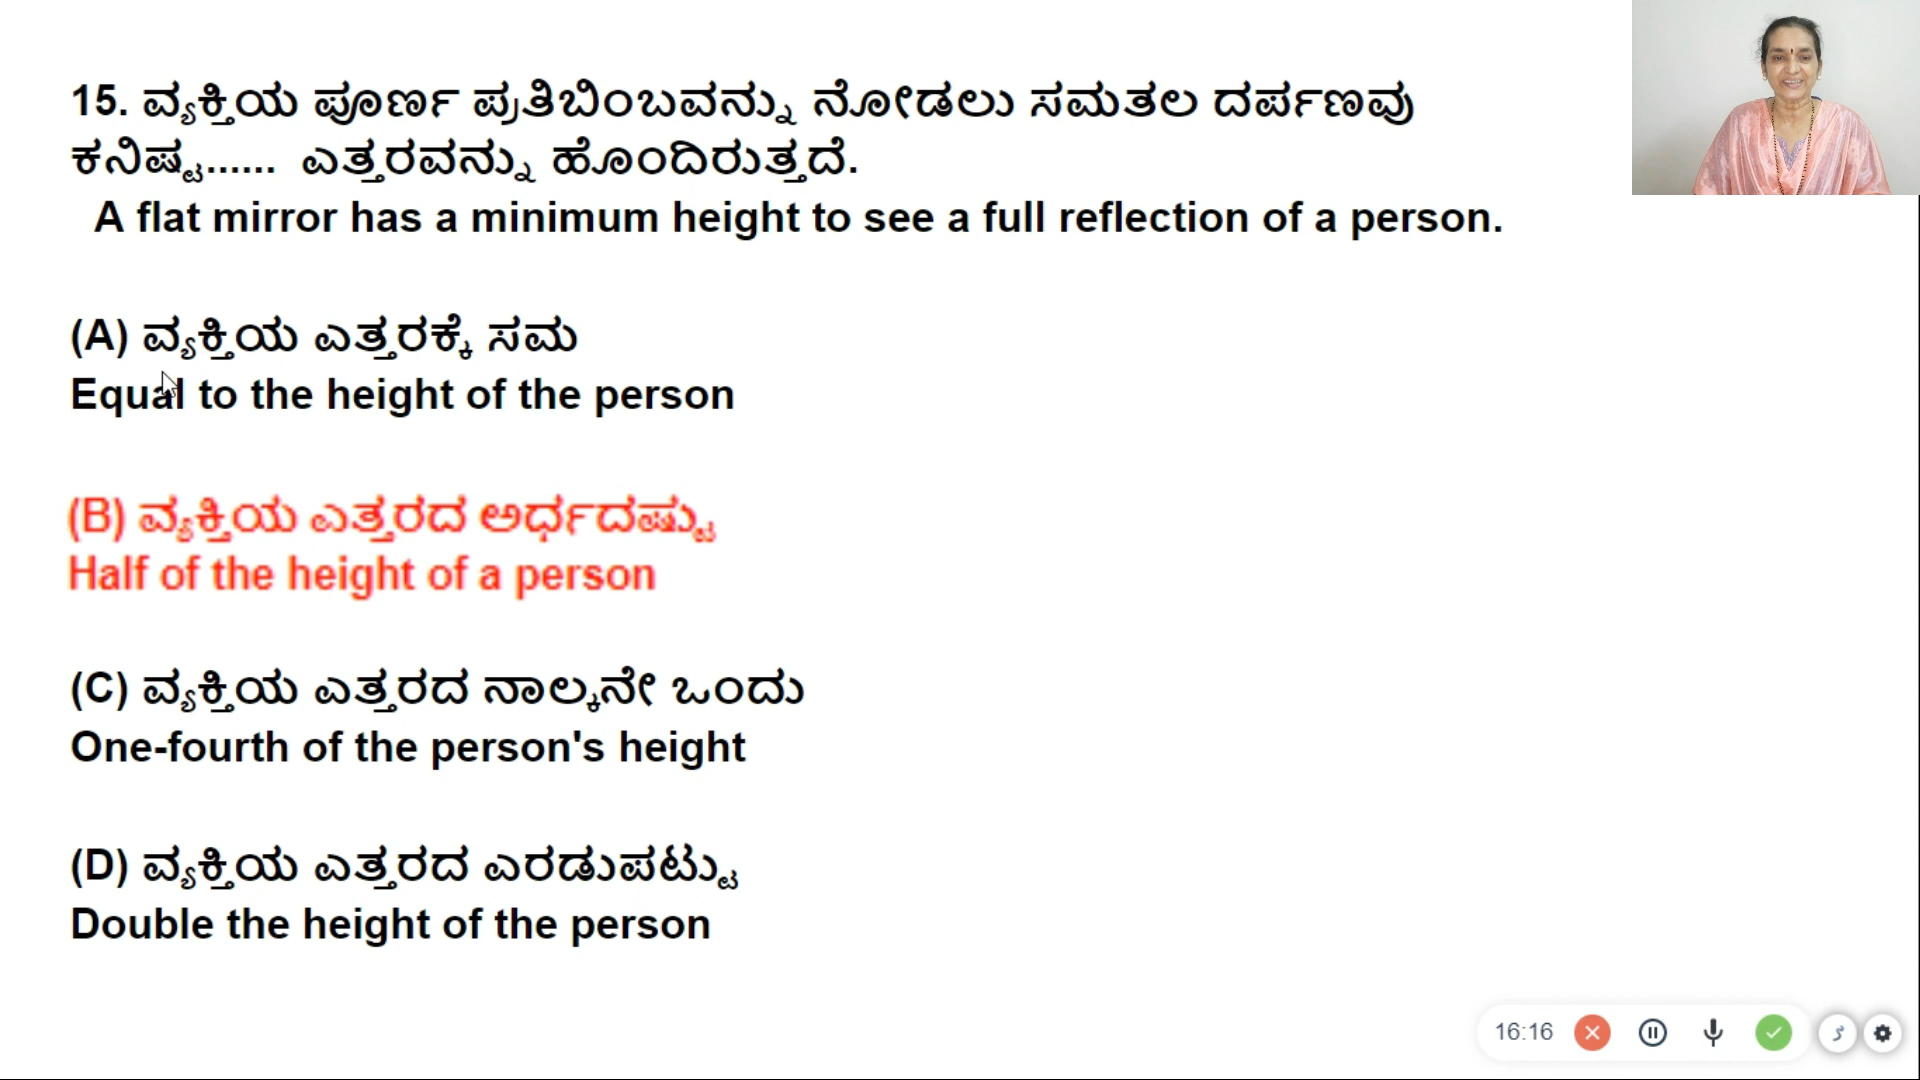 15. ವ್ಯಕ್ತಿಯ ಪೂರ್ಣ ಪ್ರತಿಬಿಂಬವನ್ನು ನೋಡಲು ಸಮತಲ ದರ್ಪಣವು
ಕನಿಷ್ಟ...... ಎತ್ತರವನ್ನು ಹೊಂದಿರುತ್ತದೆ.
A flat mirror has a minimum height to see a full reflection of a person.
(A) ವ್ಯಕ್ತಿಯ ಎತ್ತರಕ್ಕೆ ಸಮ
Equal to the height of the person
(B) ವ್ಯಕ್ತಿಯ ಎತ್ತರದ ಅರ್ಧದಷ್ಟು
Half of the height of a person
(C) ವ್ಯಕ್ತಿಯ ಎತ್ತರದ ನಾಲ್ಕನೇ ಒಂದು
One-fourth of the person's height
(D) ವ್ಯಕ್ತಿಯ ಎತ್ತರದ ಎರಡುಪಟ್ಟು
Double the height of the person
16:16